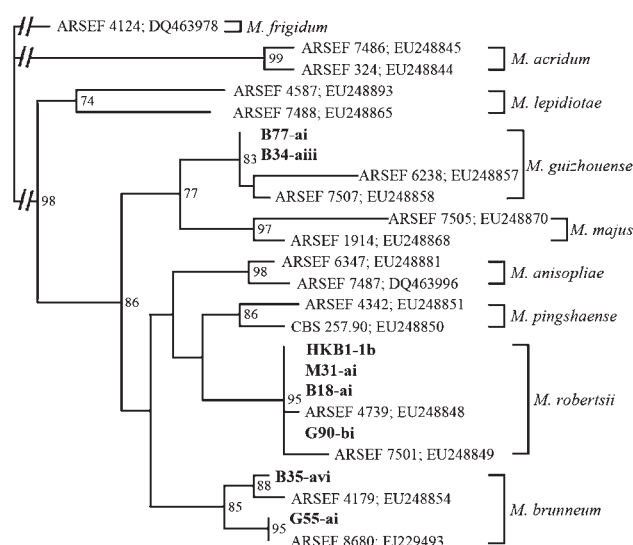 ARSEF 4124; DQ463978 M. frigidum
ARSEF 7486; EU248845
99 M. acridum
ARSEF 324; EU248844
ARSEF 4587; EU248893
74 M. lepidiotae
ARSEF 7488; EU248865
B77-ai
83 B34-aiii
M. guizhouense
ARSEF 6238; EU248857
77
ARSEF 7507; EU248858
98
ARSEF 7505; EU248870
97 M. majus
ARSEF 1914; EU248868
ARSEF 6347; EU248881
98 M. anisopliae
ARSEF 7487; DQ463996
86
ARSEF 4342; EU248851
86 M. pingshaense
CBS 257.90; EU248850
HKB1-1b
M31-ai
B18-ai
95 M. robertsii
ARSEF 4739; EU248848
G90-bi
ARSEF 7501; EU248849
B35-avi
88
ARSEF 4179; EU248854
85 M. brunneum
G55-ai
95
ARSEF 8680; FJ229493